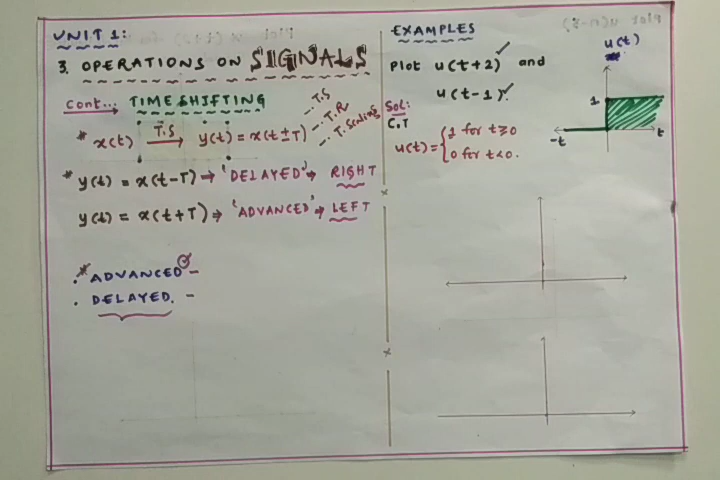 UNIT 1:
3. OPERATIONS ON SIGNALS
Cont... TIME SHIFTING
* x(t) T.S → y(t) = x(t±T)
- T.S
- T.R
- T. Scaling
* y(t) = x(t-T) → 'DELAYED' → RIGHT
y(t) = x(t+T) → 'ADVANCED' → LEFT
* ADVANCED -
. DELAYED. -
EXAMPLES
Plot u(t+2) ✓ and
u(t-1) ✓.
Sol:
C.T
u(t) = { 1 for t≥0
0 for t<0.
u(t)
1
-t
t